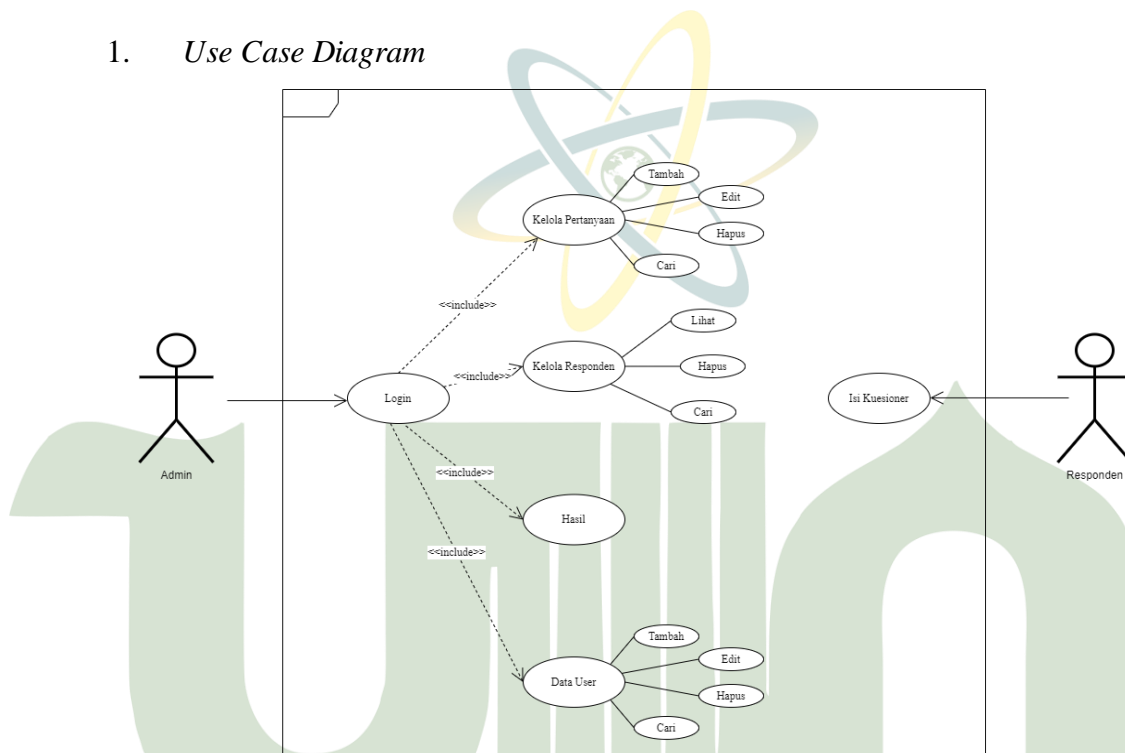 1. Use Case Diagram
Tambah
Edit
Kelola Pertanyaan
Hapus
Cari
<<include>>
Lihat
Kelola Responden
Hapus
<<include>>
Cari
Login
Isi Kuesioner
Admin
Responden
<<include>>
Hasil
<<include>>
Tambah
Edit
Data User
Hapus
Cari